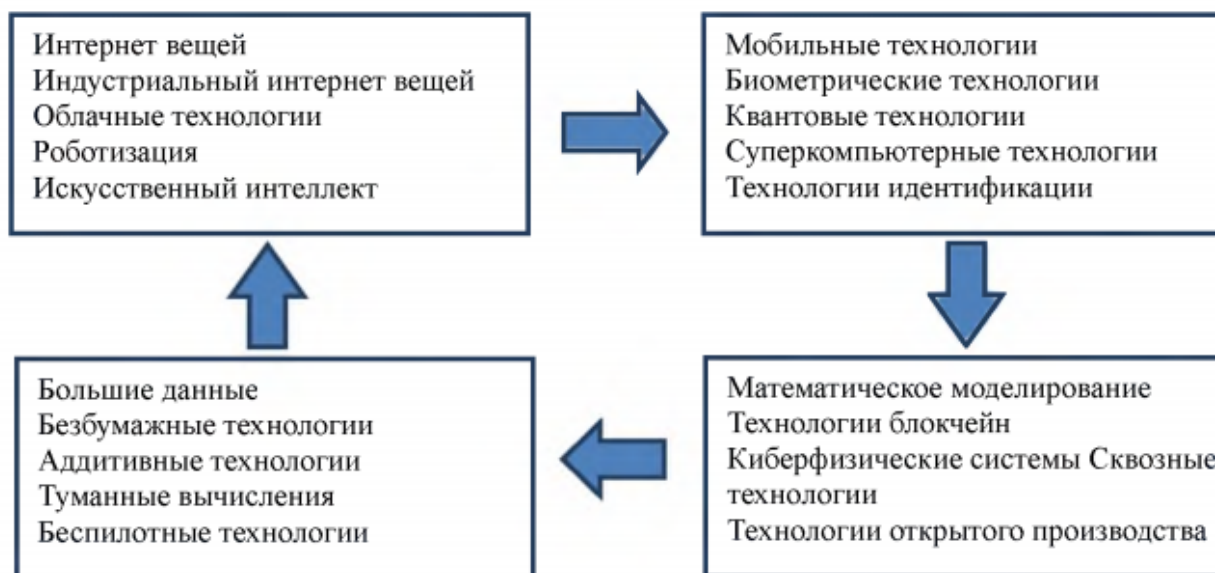 Интернет вещей
Индустриальный интернет вещей
Облачные технологии
Роботизация
Искусственный интеллект
Мобильные технологии
Биометрические технологии
Квантовые технологии
Суперкомпьютерные технологии
Технологии идентификации
Большие данные
Безбумажные технологии
Аддитивные технологии
Туманные вычисления
Беспилотные технологии
Математическое моделирование
Технологии блокчейн
Киберфизические системы Сквозные
технологии
Технологии открытого производства